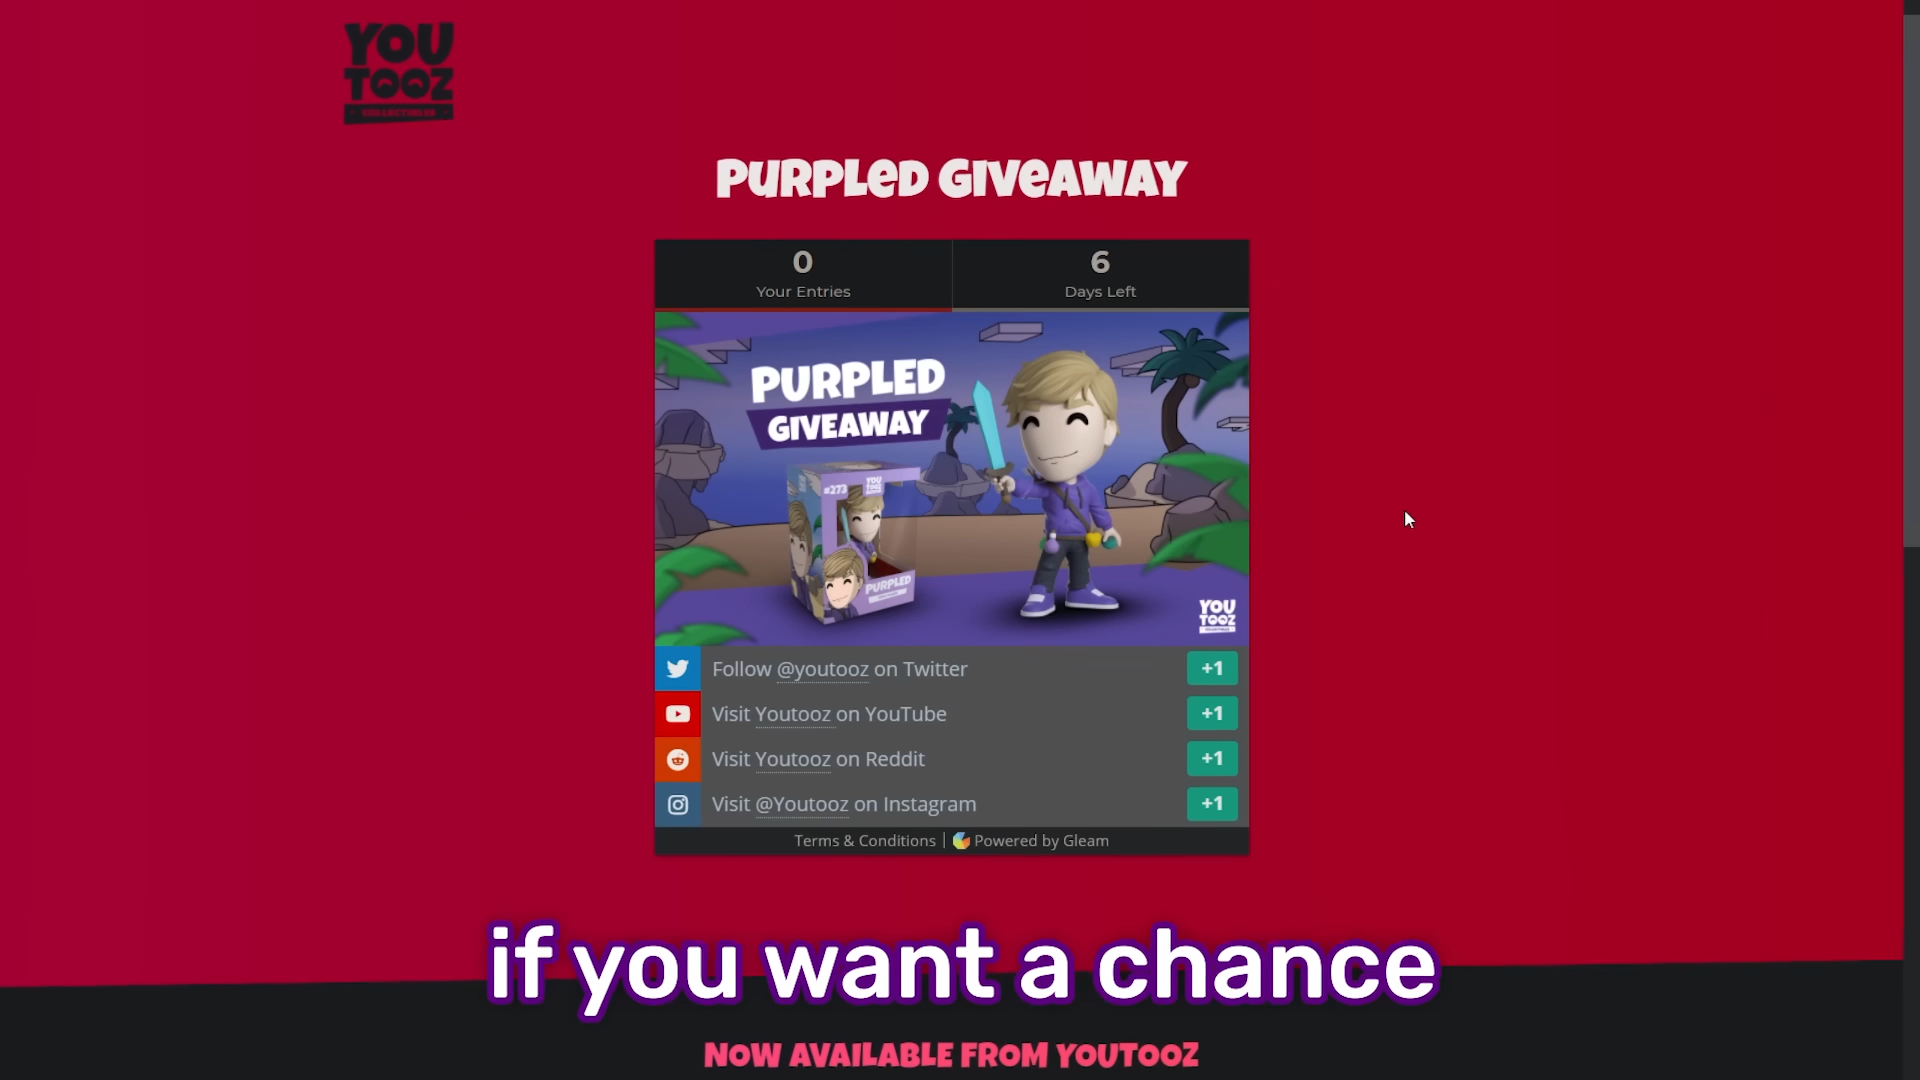 YOU
TOOZ
COLLECTIBLES
PURPLED GIVEAWAY
0
Your Entries
6
Days Left
PURPLED
GIVEAWAY
#273
YOU
TOOZ
PURPLED
YOU
TOOZ
Follow @youtooz on Twitter
+1
Visit Youtooz on YouTube
+1
Visit Youtooz on Reddit
+1
Visit @Youtooz on Instagram
+1
Terms & Conditions | Powered by Gleam
if you want a chance
NOW AVAILABLE FROM YOUTOOZ